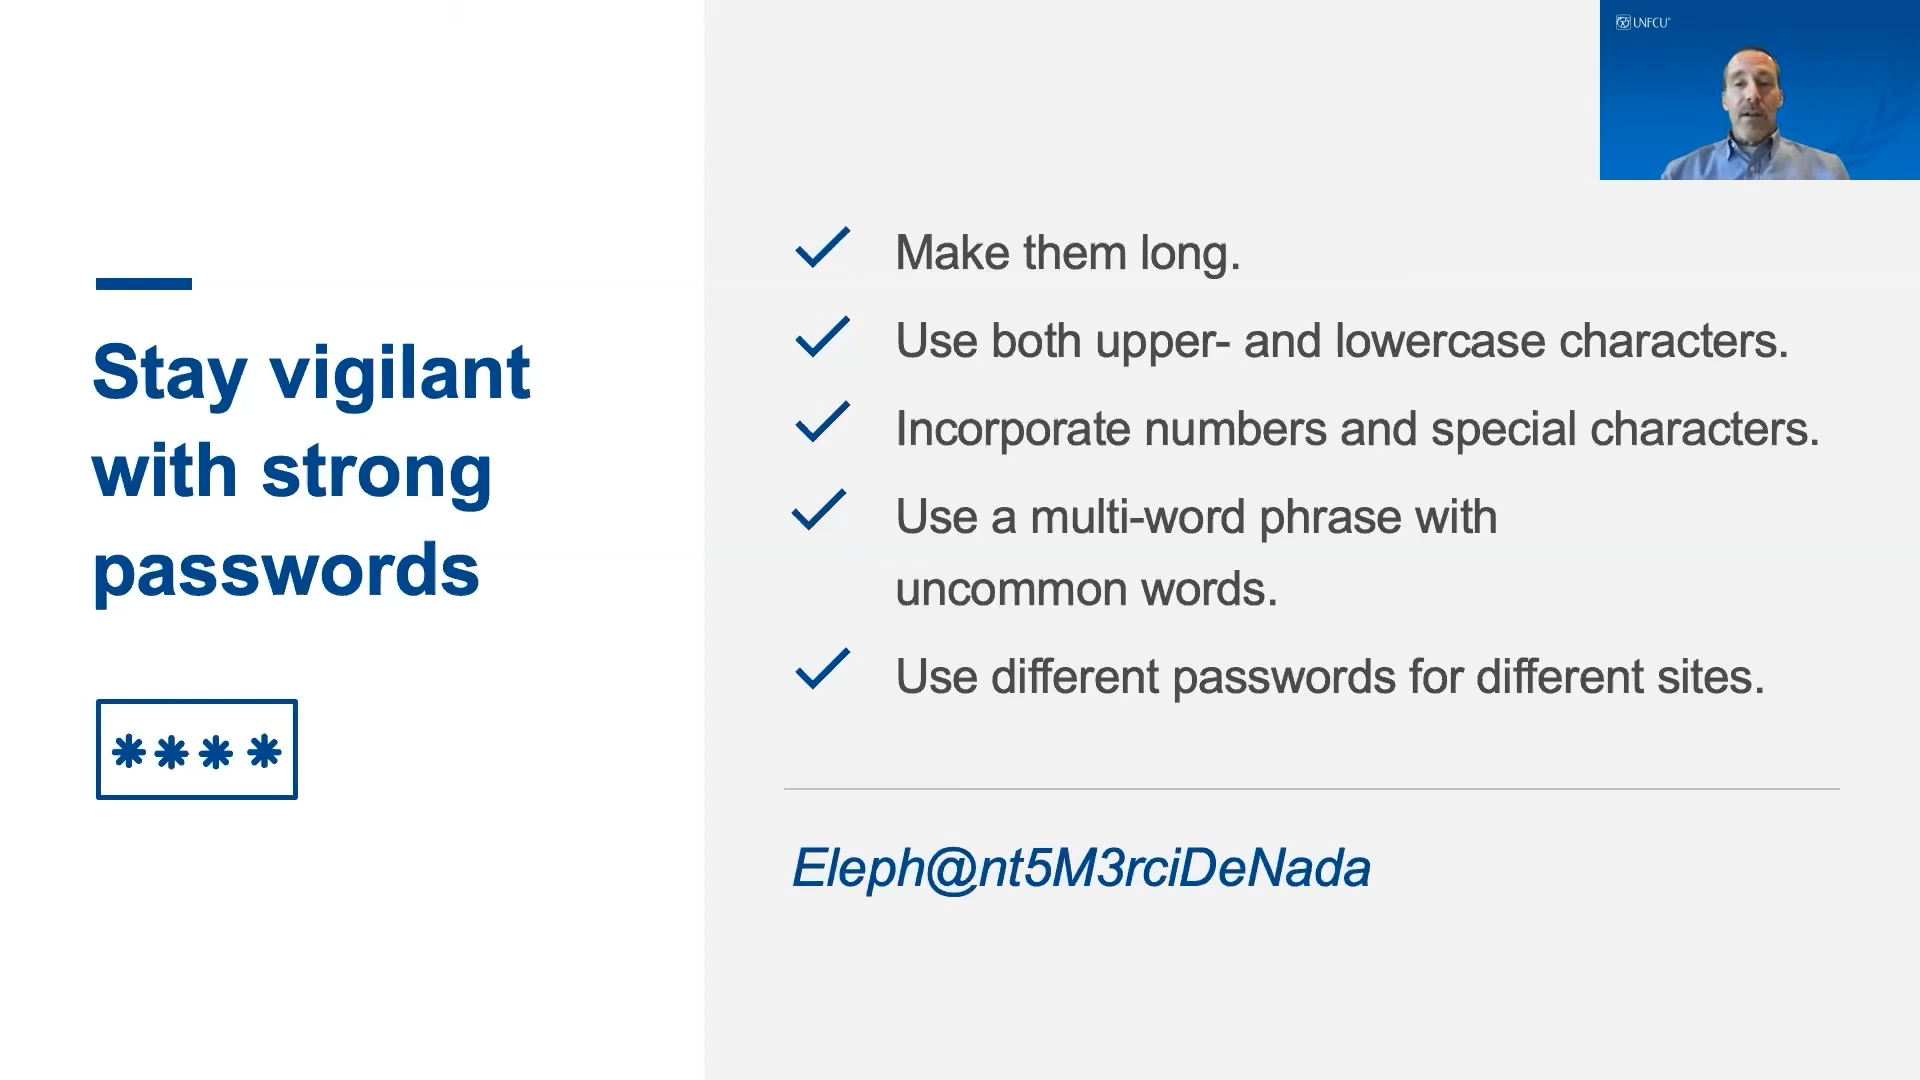 UNFCU
Stay vigilant
with strong
passwords
****
Make them long.
Use both upper- and lowercase characters.
Incorporate numbers and special characters.
Use a multi-word phrase with
uncommon words.
Use different passwords for different sites.
Eleph@nt5M3rciDeNada